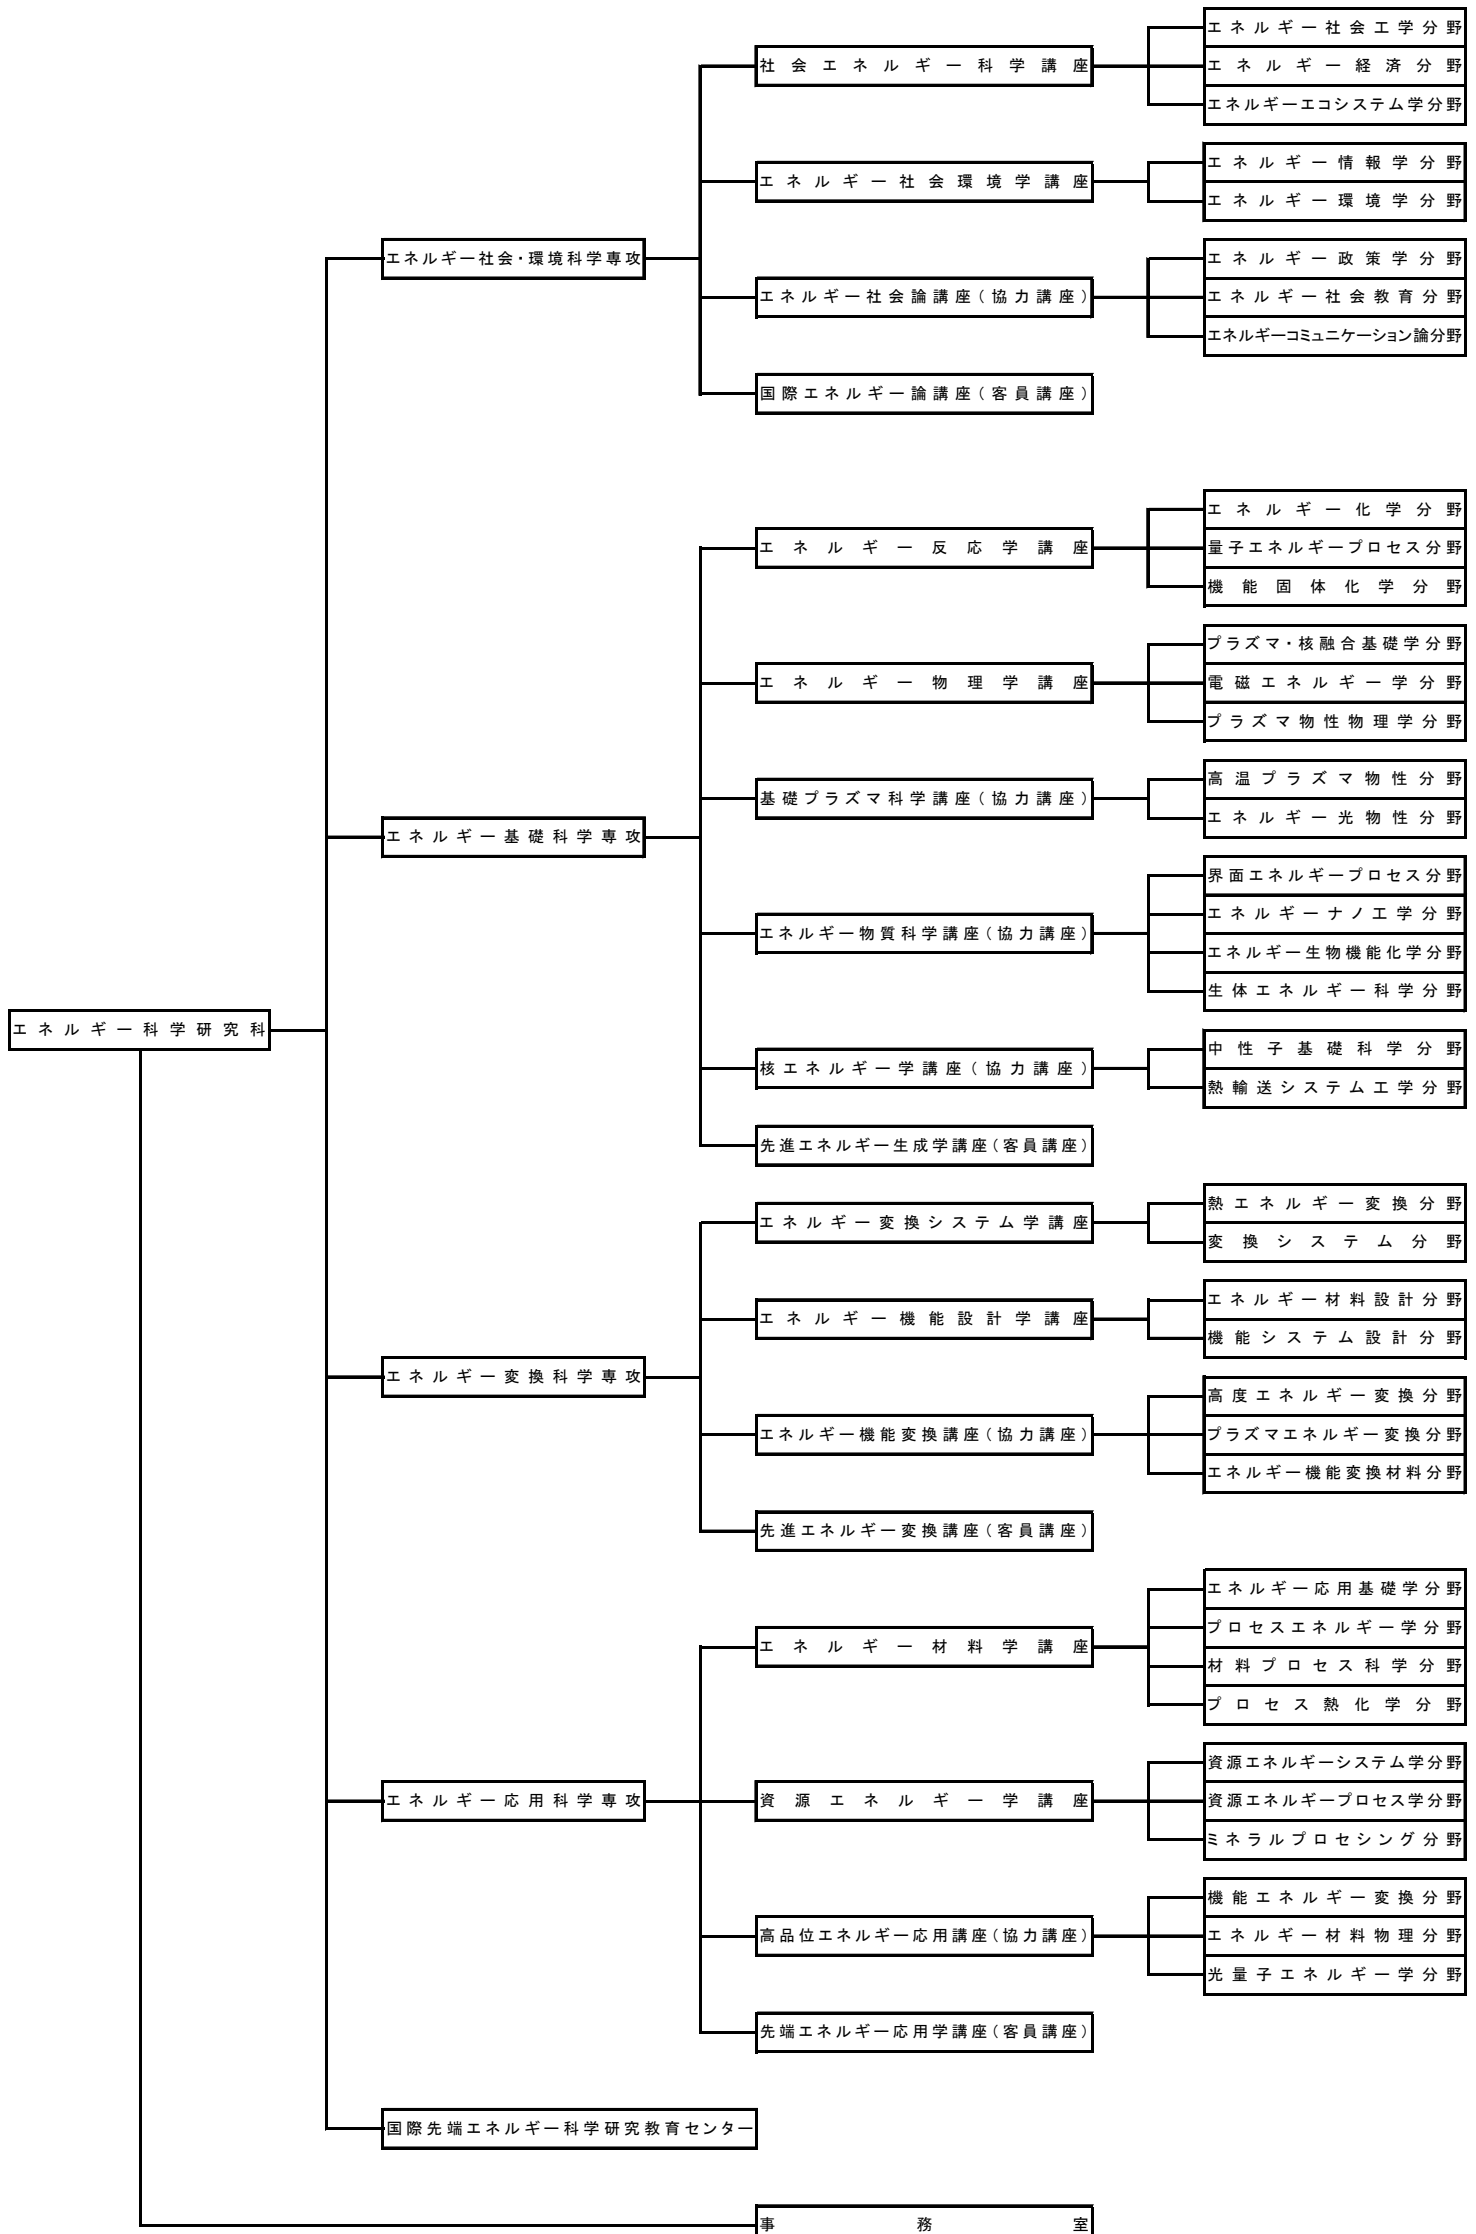 エネルギー社会工学分野
社会エネルギー科学講座
エネルギー経済分野
エネルギーエコシステム学分野
エネルギー情報学分野
エネルギー社会環境学講座
エネルギー環境学分野
エネルギー社会・環境科学専攻
エネルギー政策学分野
エネルギー社会論講座(協力講座)
エネルギー社会教育分野
エネルギーコミュニケーション論分野
国際エネルギー論講座(客員講座)
エネルギー化学分野
エネルギー反応学講座
量子エネルギープロセス分野
機能固体化学分野
プラズマ・核融合基礎学分野
エネルギー物理学講座
電磁エネルギー学分野
プラズマ物性物理学分野
高温プラズマ物性分野
基礎プラズマ科学講座(協力講座)
エネルギー光物性分野
エネルギー基礎科学専攻
界面エネルギープロセス分野
エネルギーナノ工学分野
エネルギー物質科学講座(協力講座)
エネルギー生物機能化学分野
生体エネルギー科学分野
エネルギー科学研究科
中性子基礎科学分野
核エネルギー学講座(協力講座)
熱輸送システム工学分野
先進エネルギー生成学講座(客員講座)
熱エネルギー変換分野
エネルギー変換システム学講座
変換システム分野
エネルギー材料設計分野
エネルギー機能設計学講座
機能システム設計分野
エネルギー変換科学専攻
高度エネルギー変換分野
エネルギー機能変換講座(協力講座)
プラズマエネルギー変換分野
エネルギー機能変換材料分野
先進エネルギー変換講座(客員講座)
エネルギー応用基礎学分野
プロセスエネルギー学分野
エネルギー材料学講座
材料プロセス科学分野
プロセス熱化学分野
資源エネルギーシステム学分野
エネルギー応用科学専攻
資源エネルギー学講座
資源エネルギープロセス学分野
ミネラルプロセシング分野
機能エネルギー変換分野
高品位エネルギー応用講座(協力講座)
エネルギー材料物理分野
光量子エネルギー学分野
先端エネルギー応用学講座(客員講座)
国際先端エネルギー科学研究教育センター
事務室